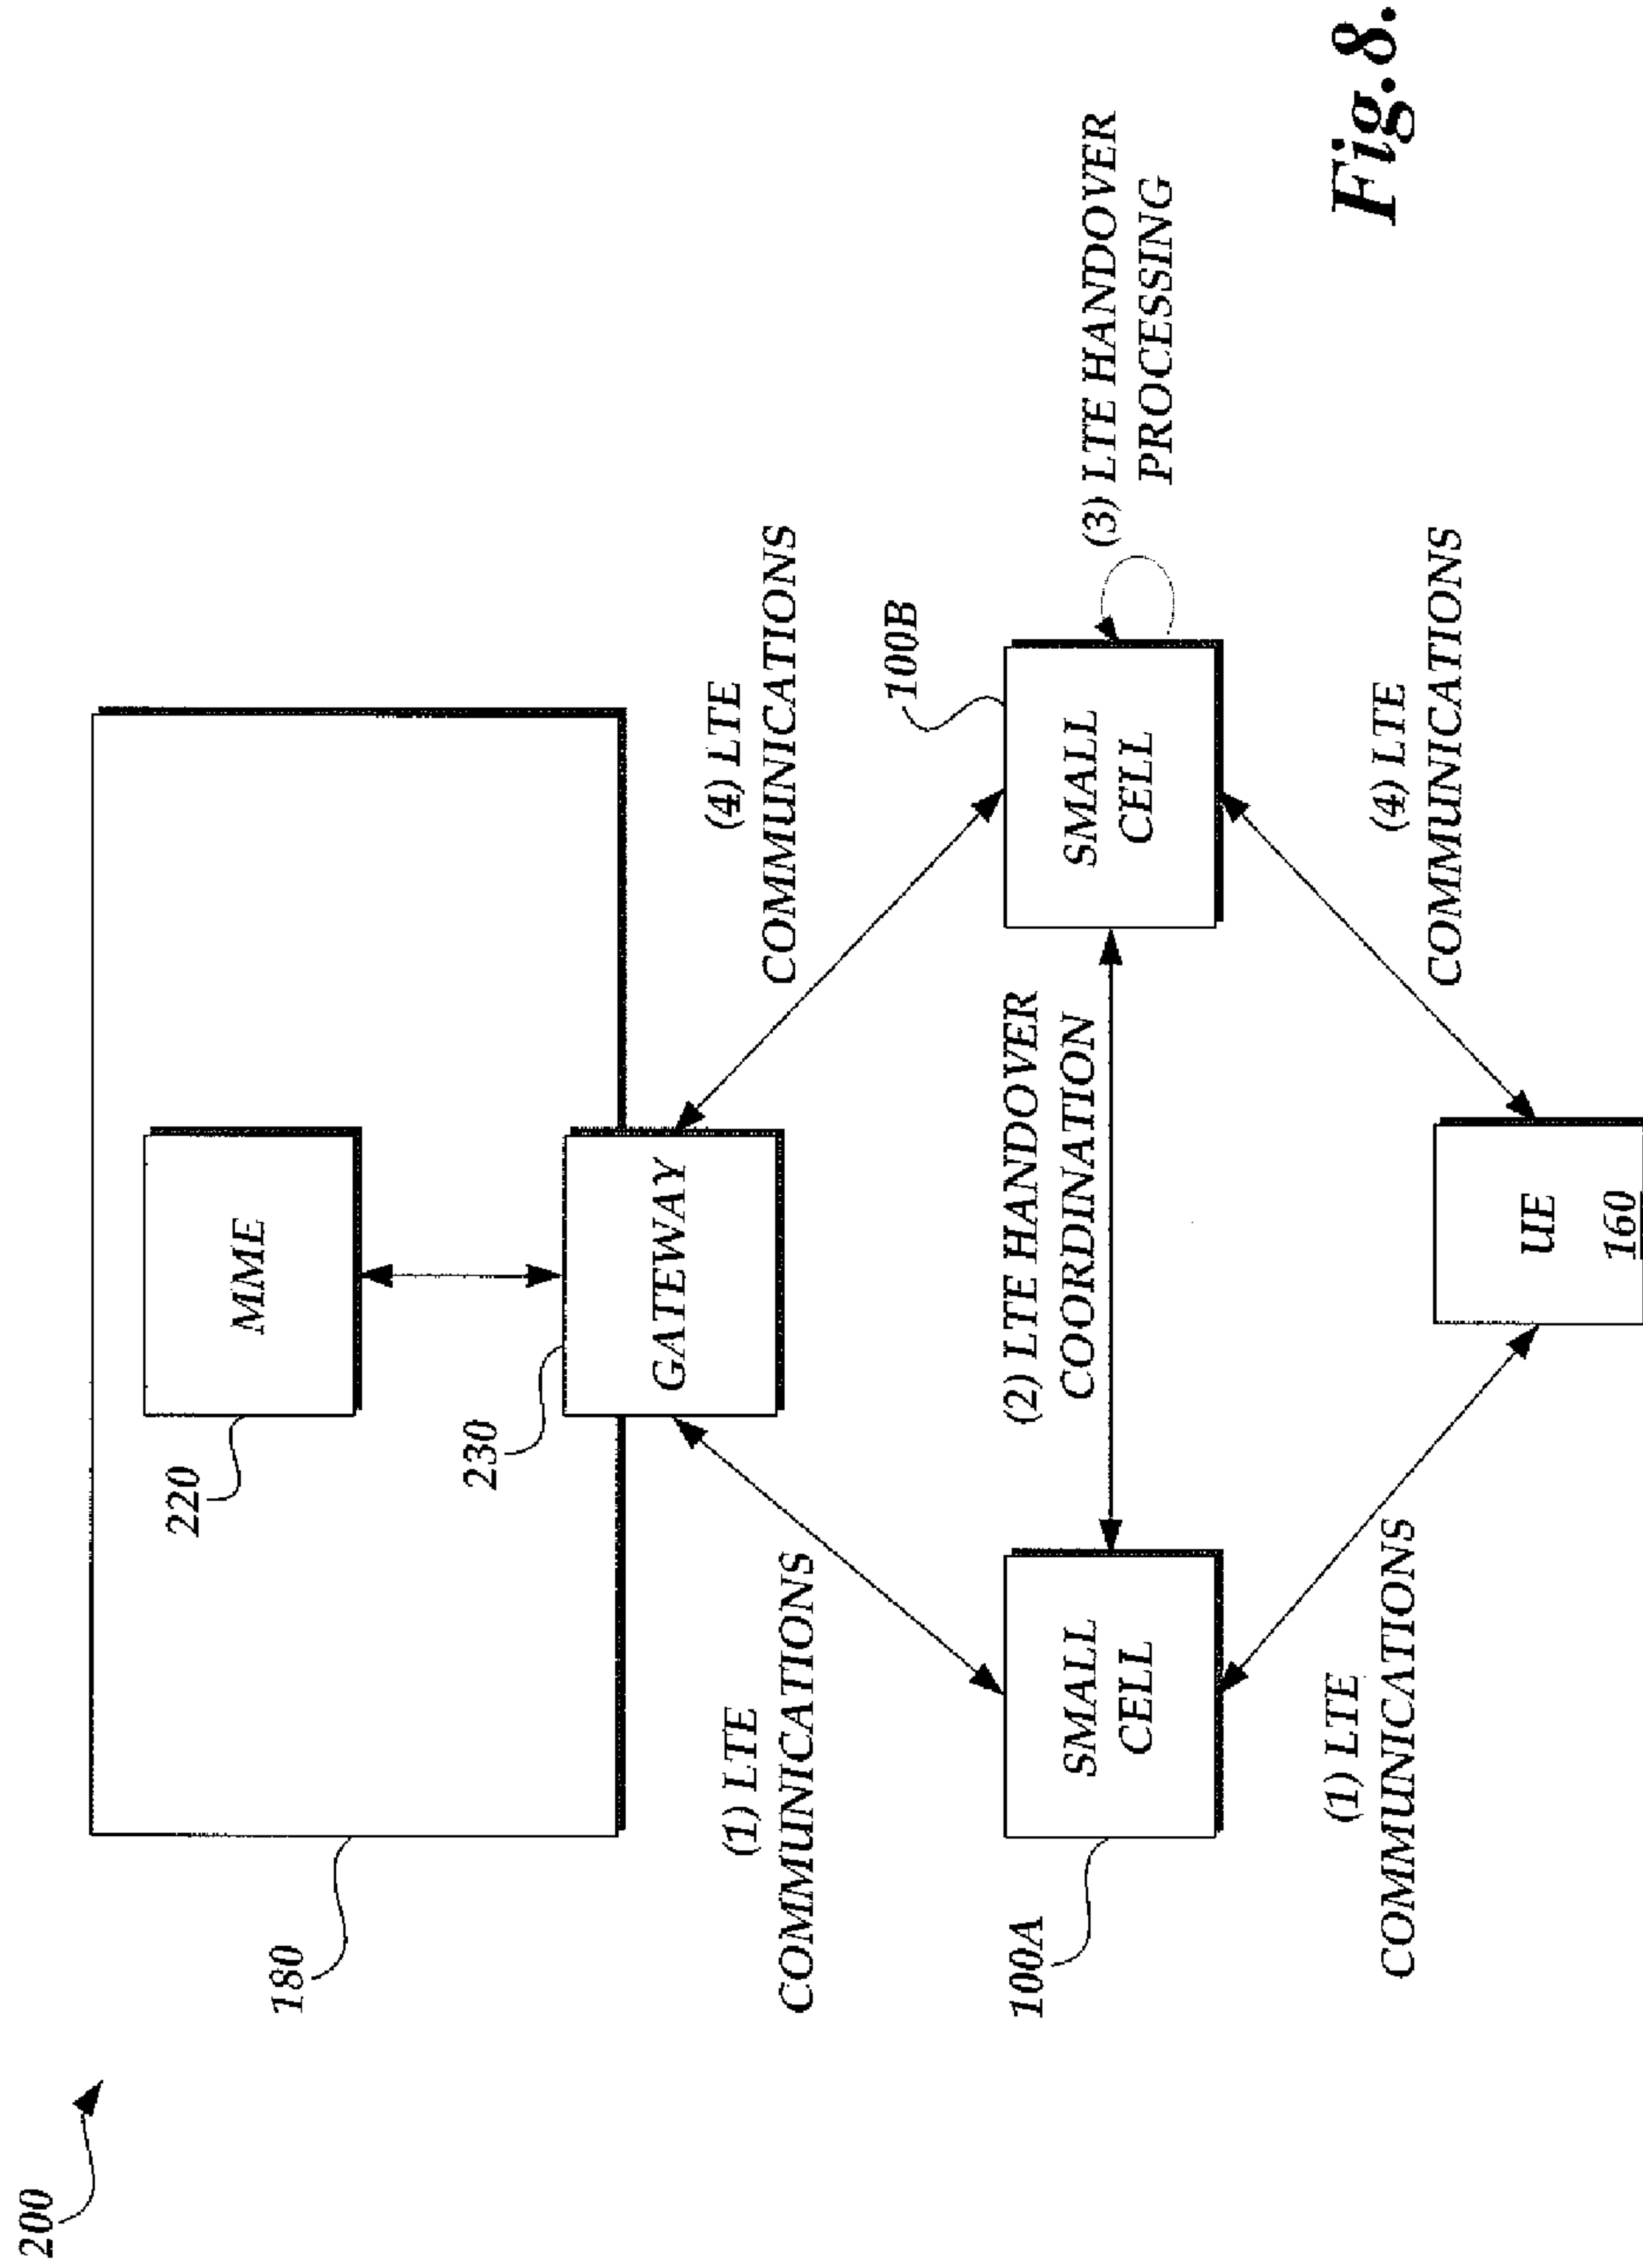 200
180
220
MME
230
GATEWAY
(1) LTE
COMMUNICATIONS
(4) LTE
COMMUNICATIONS
100A
SMALL
CELL
(2) LTE HANDOVER
COORDINATION
100B
SMALL
CELL
(3) LTE HANDOVER
PROCESSING
(1) LTE
COMMUNICATIONS
(4) LTE
COMMUNICATIONS
UE
160
Fig.8.